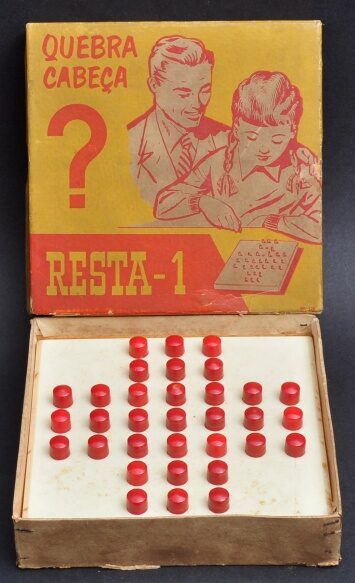 QUEBRA
CABEÇA
?
RESTA-1